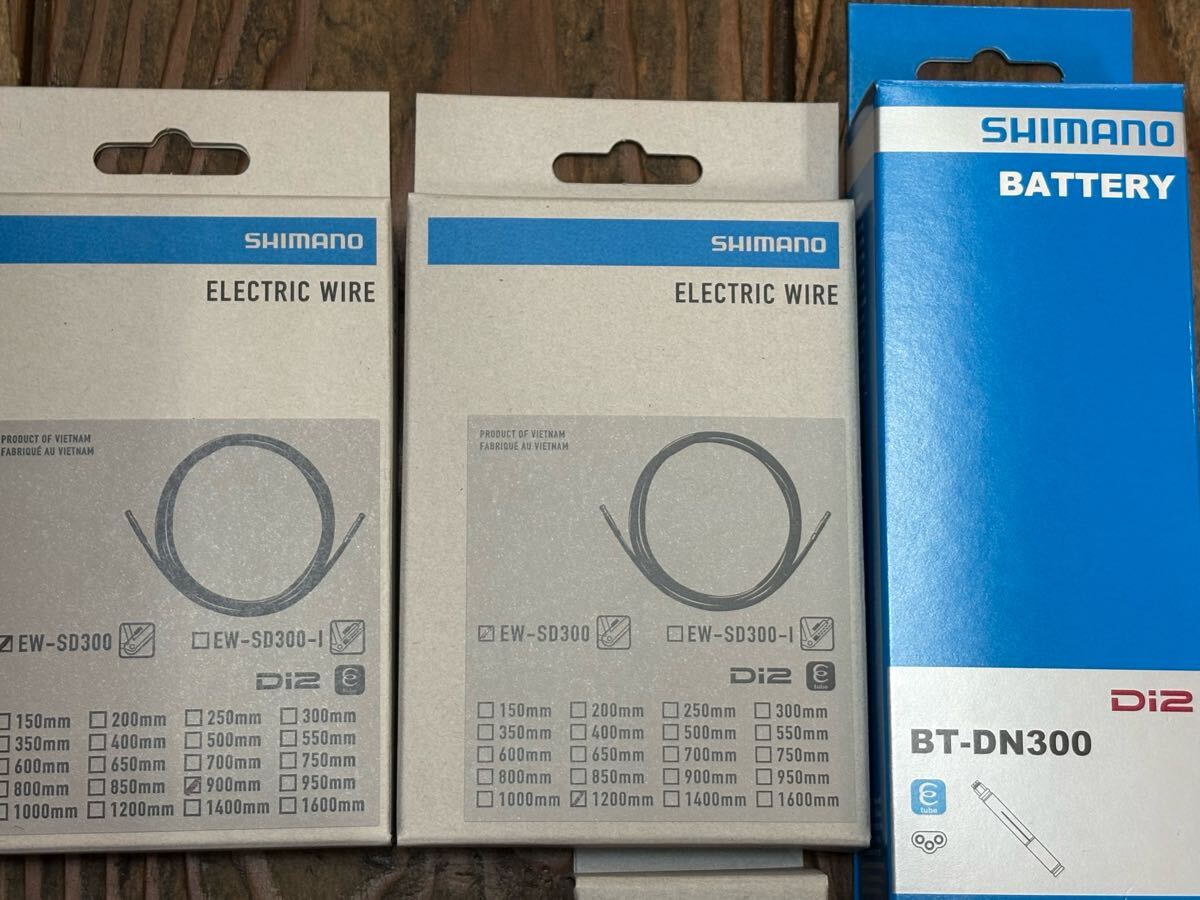 SHIMANO
ELECTRIC WIRE
PRODUCT OF VIETNAM
FABRIQUÉ AU VIETNAM
EW-SD300 EW-SD300-I
Di2 e tube
150mm 200mm 250mm 300mm
350mm 400mm 500mm 550mm
600mm 650mm 700mm 750mm
800mm 850mm 900mm 950mm
1000mm 1200mm 1400mm 1600mm
SHIMANO
ELECTRIC WIRE
PRODUCT OF VIETNAM
FABRIQUÉ AU VIETNAM
EW-SD300 EW-SD300-I
Di2 e tube
150mm 200mm 250mm 300mm
350mm 400mm 500mm 550mm
600mm 650mm 700mm 750mm
800mm 850mm 900mm 950mm
1000mm 1200mm 1400mm 1600mm
SHIMANO
BATTERY
Di2
BT-DN300
e tube